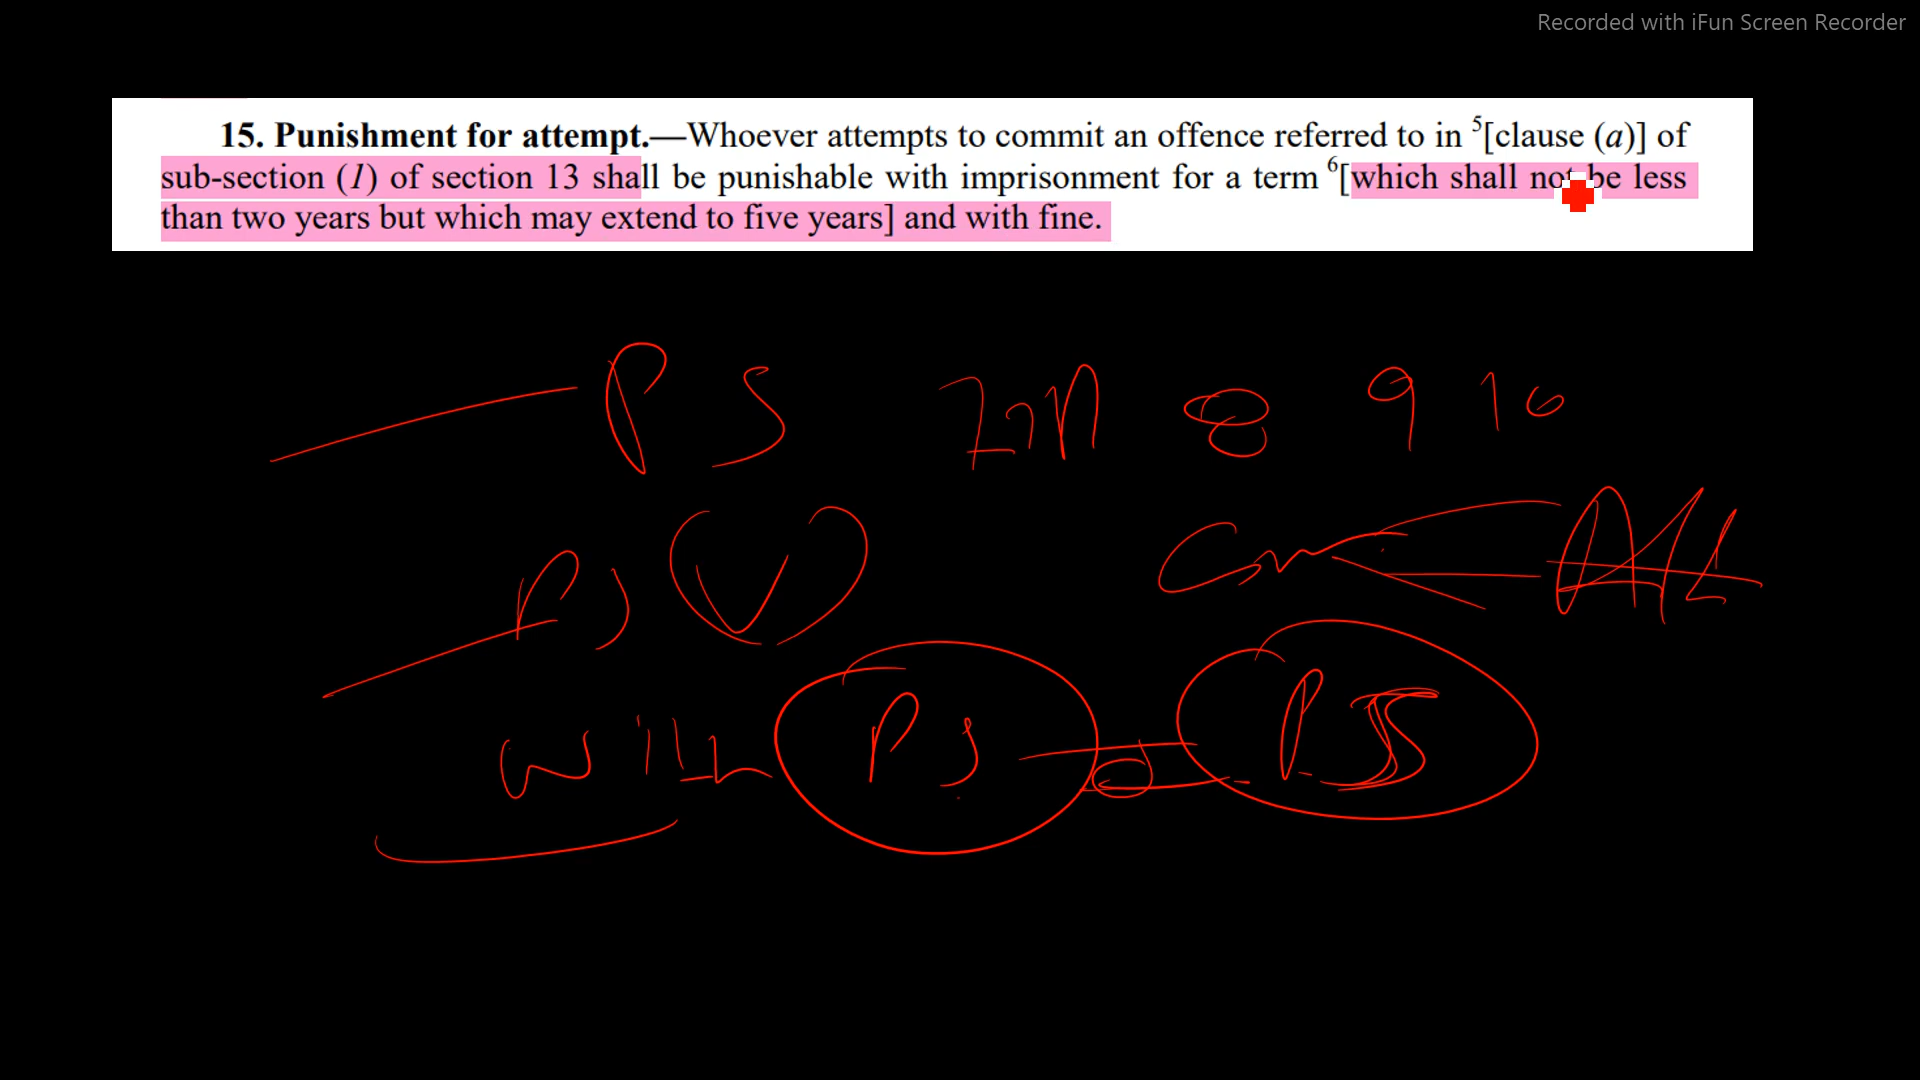 Recorded with iFun Screen Recorder
15. Punishment for attempt.—Whoever attempts to commit an offence referred to in 5[clause (a)] of
sub-section (1) of section 13 shall be punishable with imprisonment for a term 6[which shall not be less
than two years but which may extend to five years] and with fine.
PS 8 9 10
PS (V)
PS PS